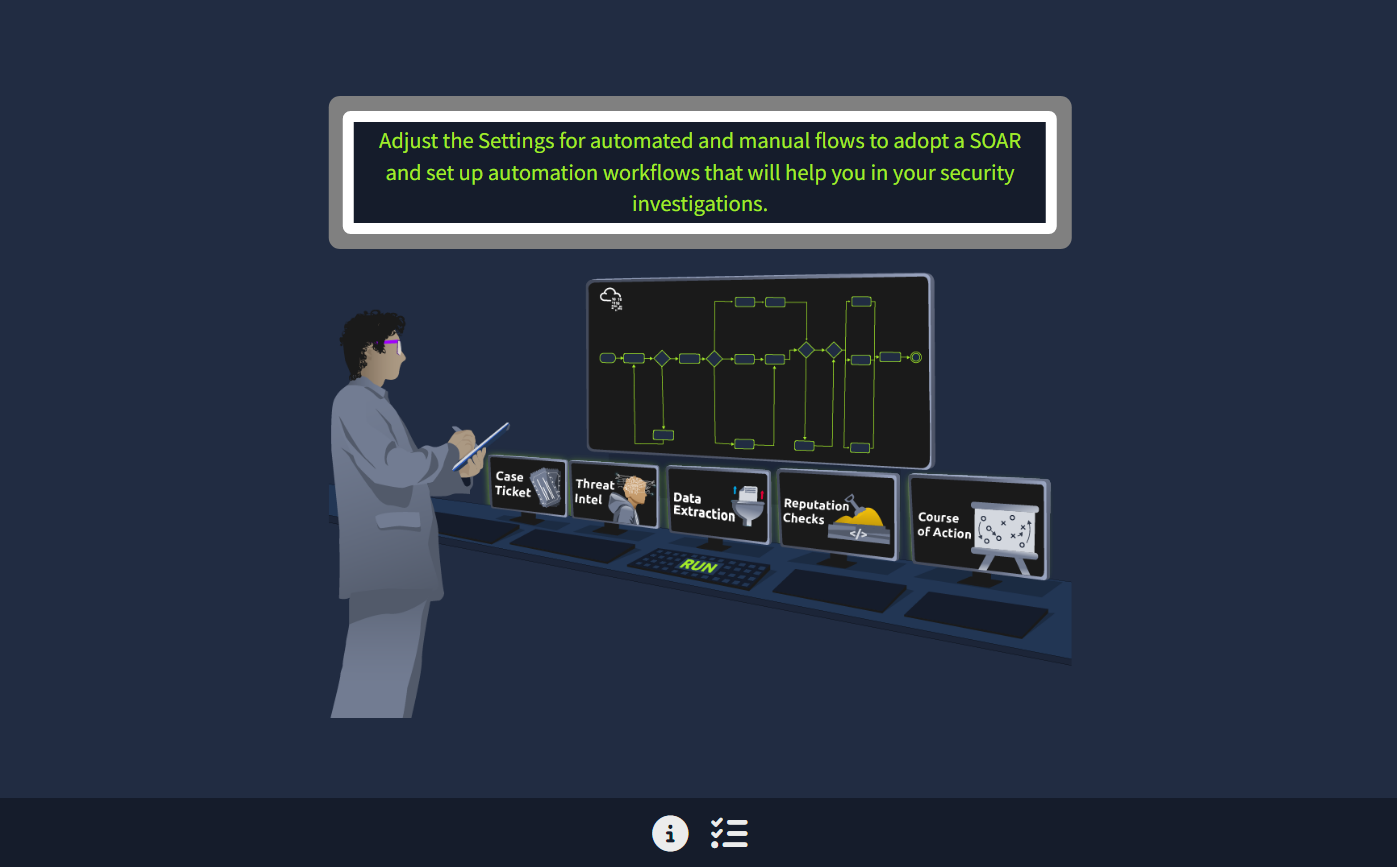 Adjust the Settings for automated and manual flows to adopt a SOAR
and set up automation workflows that will help you in your security
investigations.
Case
Ticket
Threat
Intel
Data
Extraction
Reputation
Checks
</>
Course
of Action
RUN